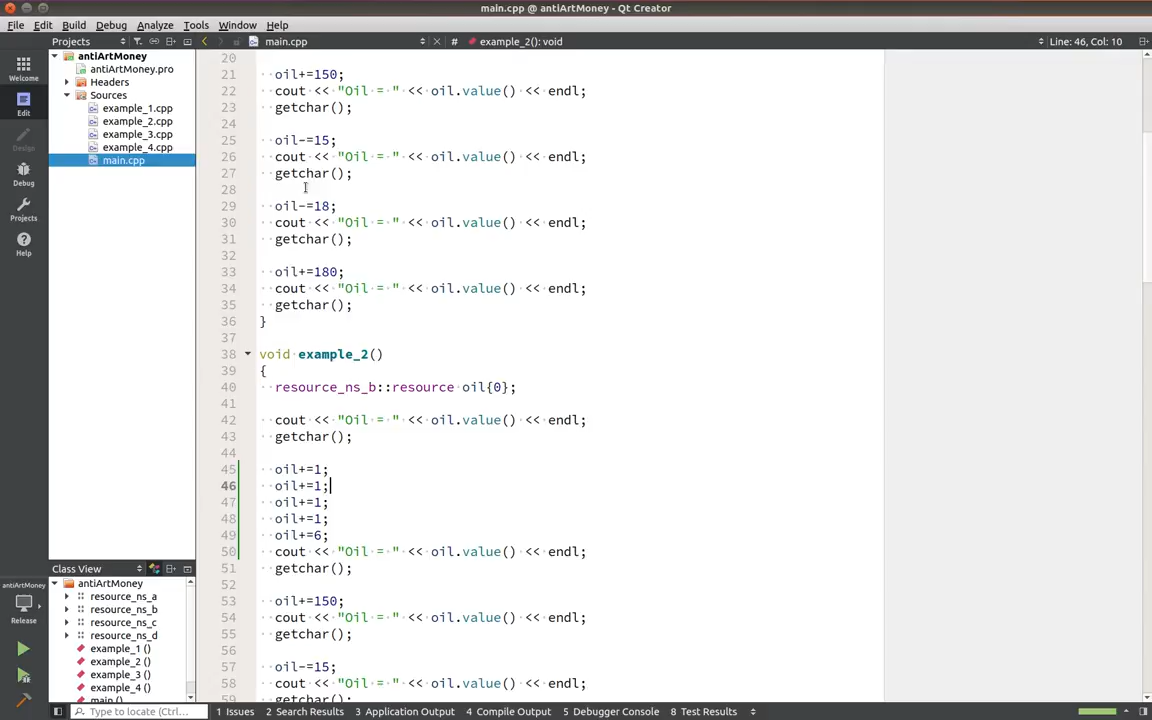 main.cpp @ antiArtMoney - Qt Creator
File Edit Build Debug Analyze Tools Window Help
Projects main.cpp # example_2(): void Line: 46, Col: 10
antiArtMoney
antiArtMoney.pro
Headers
Sources
example_1.cpp
example_2.cpp
example_3.cpp
example_4.cpp
main.cpp
Welcome
Edit
Design
Debug
Projects
Help
20
21 oil+=150;
22 cout << "Oil = " << oil.value() << endl;
23 getchar();
24
25 oil-=15;
26 cout << "Oil = " << oil.value() << endl;
27 getchar();
28
29 oil-=18;
30 cout << "Oil = " << oil.value() << endl;
31 getchar();
32
33 oil+=180;
34 cout << "Oil = " << oil.value() << endl;
35 getchar();
36 }
37
38 void example_2()
39 {
40 resource_ns_b::resource oil{0};
41
42 cout << "Oil = " << oil.value() << endl;
43 getchar();
44
45 oil+=1;
46 oil+=1;
47 oil+=1;
48 oil+=1;
49 oil+=6;
50 cout << "Oil = " << oil.value() << endl;
51 getchar();
52
53 oil+=150;
54 cout << "Oil = " << oil.value() << endl;
55 getchar();
56
57 oil-=15;
58 cout << "Oil = " << oil.value() << endl;
59 getchar();
Class View
antiArtMoney
resource_ns_a
resource_ns_b
resource_ns_c
resource_ns_d
example_1 ()
example_2 ()
example_3 ()
example_4 ()
main ()
antiArtMoney
Release
Type to locate (Ctrl... 1 Issues 2 Search Results 3 Application Output 4 Compile Output 5 Debugger Console 8 Test Results